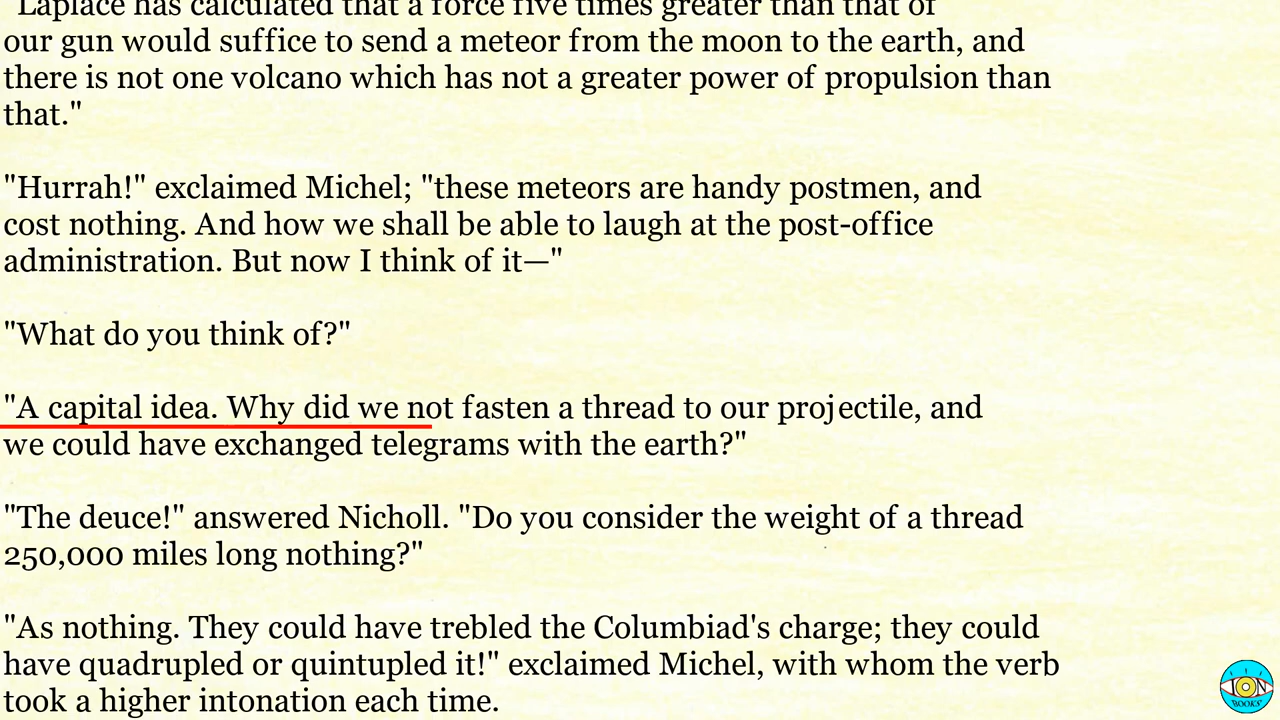 "Laplace has calculated that a force five times greater than that of
our gun would suffice to send a meteor from the moon to the earth, and
there is not one volcano which has not a greater power of propulsion than
that."
"Hurrah!" exclaimed Michel; "these meteors are handy postmen, and
cost nothing. And how we shall be able to laugh at the post-office
administration. But now I think of it—"
"What do you think of?"
"A capital idea. Why did we not fasten a thread to our projectile, and
we could have exchanged telegrams with the earth?"
"The deuce!" answered Nicholl. "Do you consider the weight of a thread
250,000 miles long nothing?"
"As nothing. They could have trebled the Columbiad's charge; they could
have quadrupled or quintupled it!" exclaimed Michel, with whom the verb
took a higher intonation each time.
ION
BOOKS